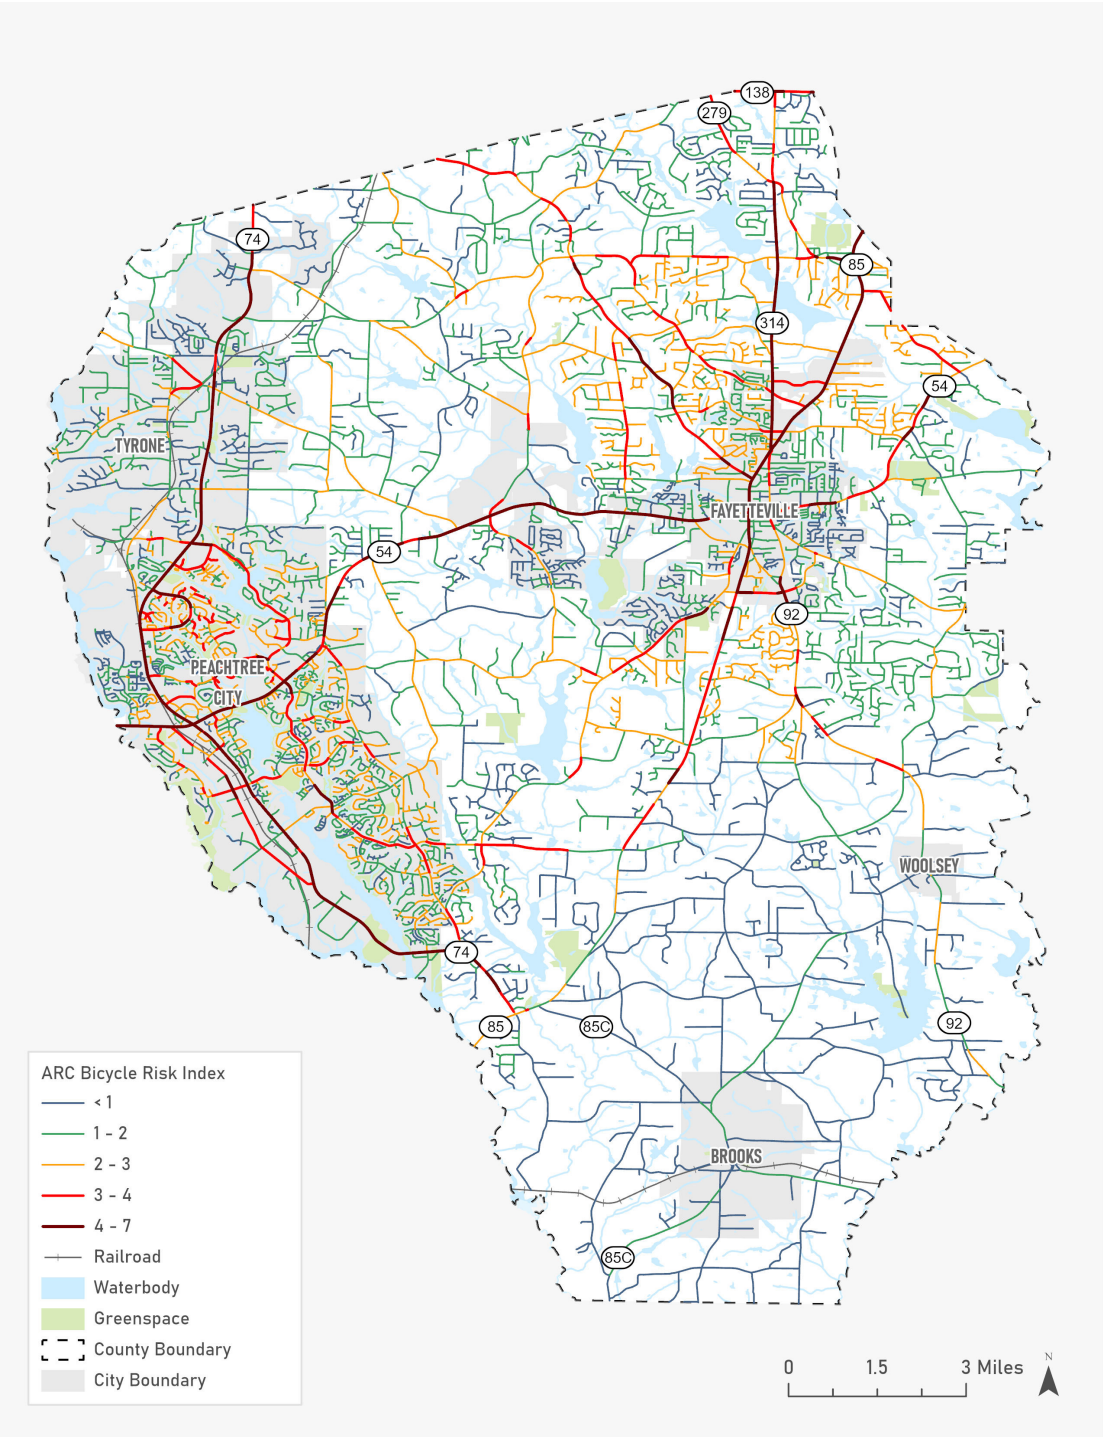 138
279
74
85
314
54
TYRONE
FAYETTEVILLE
54
92
PEACHTREE
CITY
WOOLSEY
74
85
85C
92
BROOKS
85C
ARC Bicycle Risk Index
< 1
1 - 2
2 - 3
3 - 4
4 - 7
Railroad
Waterbody
Greenspace
County Boundary
City Boundary
0 1.5 3 Miles
N